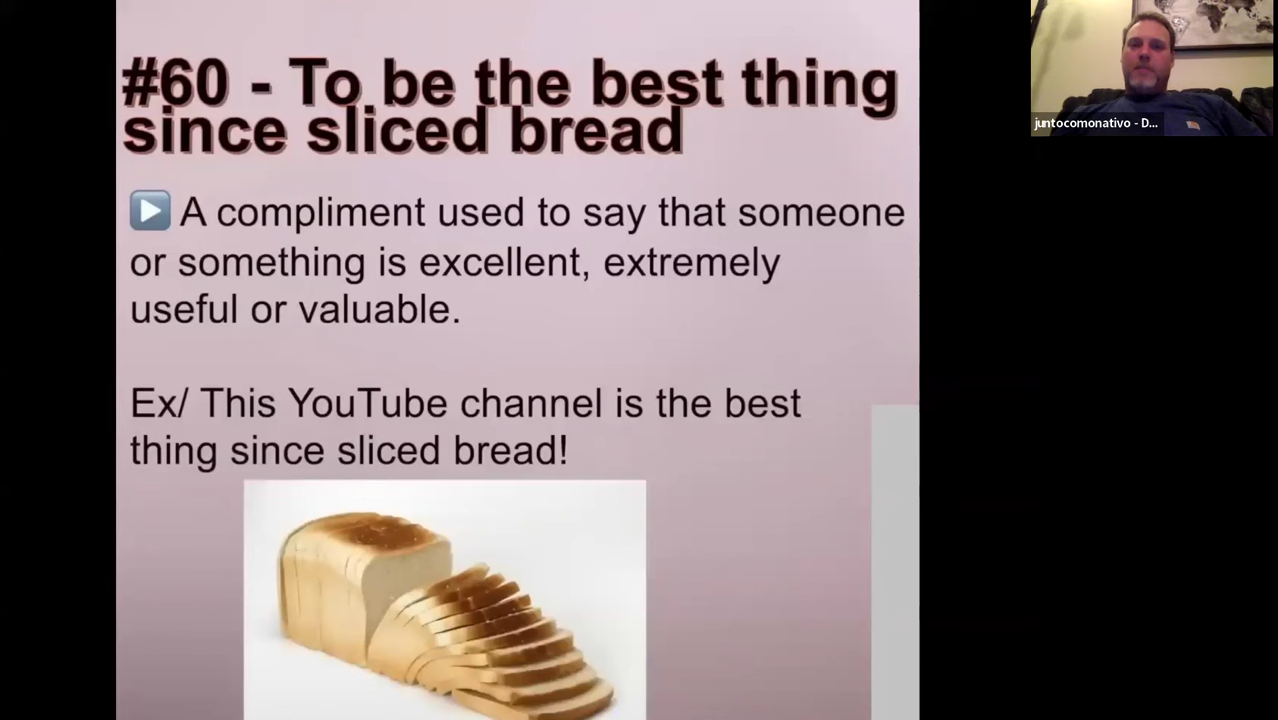 #60 - To be the best thing
since sliced bread
A compliment used to say that someone
or something is excellent, extremely
useful or valuable.
Ex/ This YouTube channel is the best
thing since sliced bread!
juntocomonativo - D...